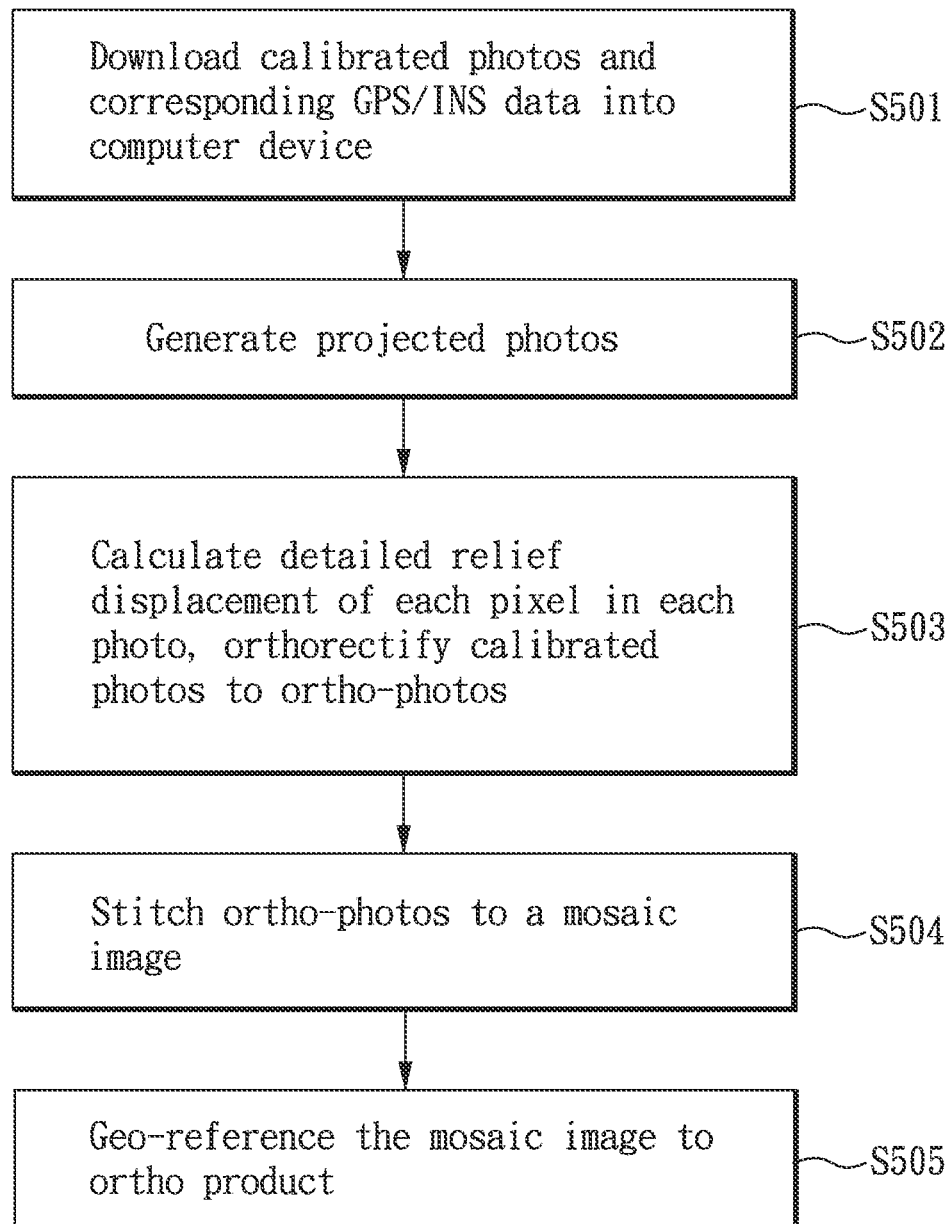 Download calibrated photos and
corresponding GPS/INS data into
computer device
S501
Generate projected photos
S502
Calculate detailed relief
displacement of each pixel in each
photo, orthorectify calibrated
photos to ortho-photos
S503
Stitch ortho-photos to a mosaic
image
S504
Geo-reference the mosaic image to
ortho product
S505